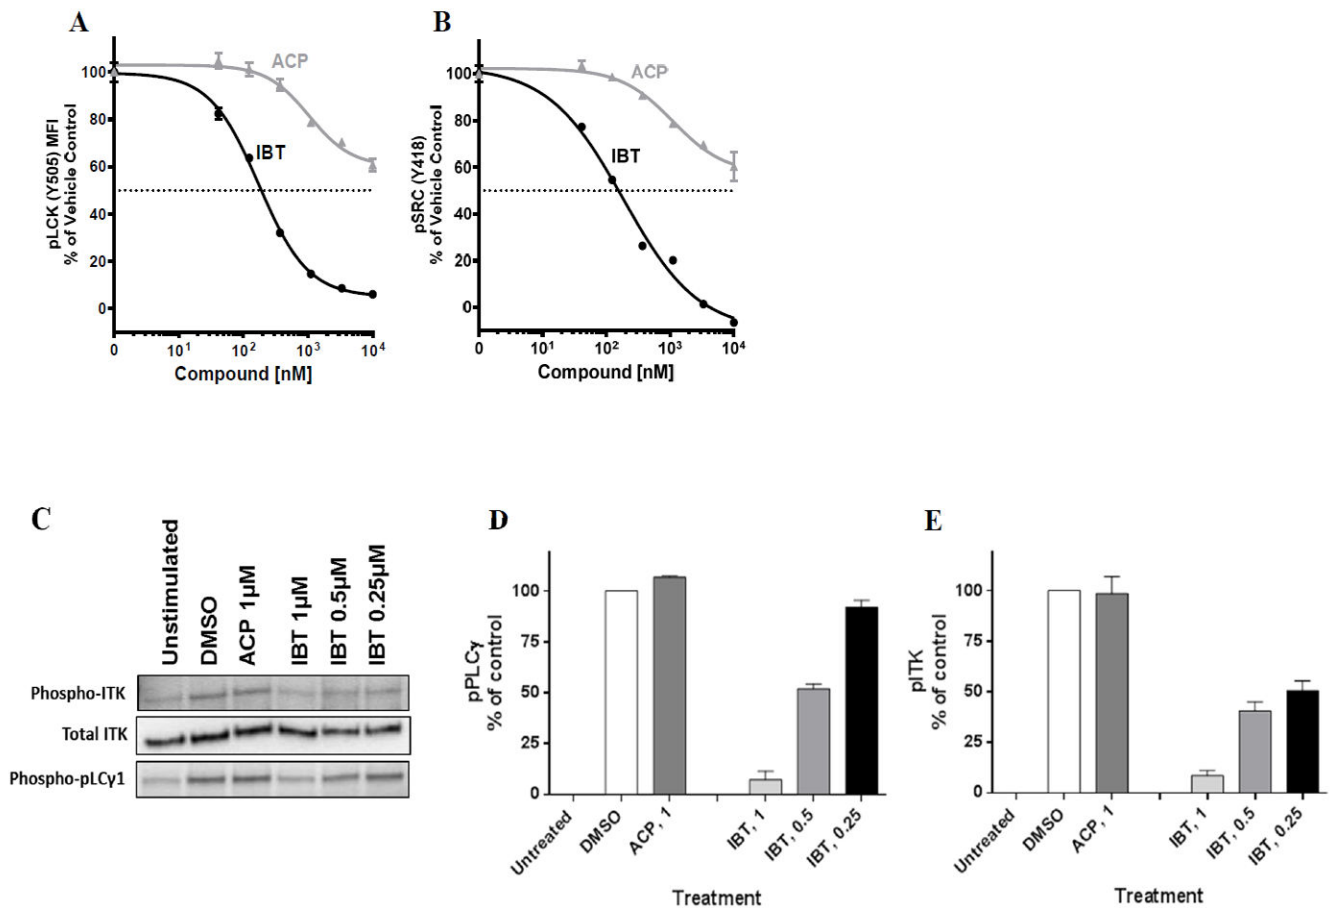 A
pLCK (Y505) MFI
% of Vehicle Control
100
80
60
40
20
0
ACP
IBT
0
10¹
10²
10³
10⁴
Compound [nM]
B
pSRC (Y418)
% of Vehicle Control
100
80
60
40
20
0
ACP
IBT
0
10¹
10²
10³
10⁴
Compound [nM]
C
Unstimulated
DMSO
ACP 1µM
IBT 1µM
IBT 0.5µM
IBT 0.25µM
Phospho-ITK
Total ITK
Phospho-pLCγ1
D
pPLCγ
% of control
100
75
50
25
0
Untreated
DMSO
ACP, 1
IBT, 1
IBT, 0.5
IBT, 0.25
Treatment
E
pITK
% of control
100
75
50
25
0
Untreated
DMSO
ACP, 1
IBT, 1
IBT, 0.5
IBT, 0.25
Treatment